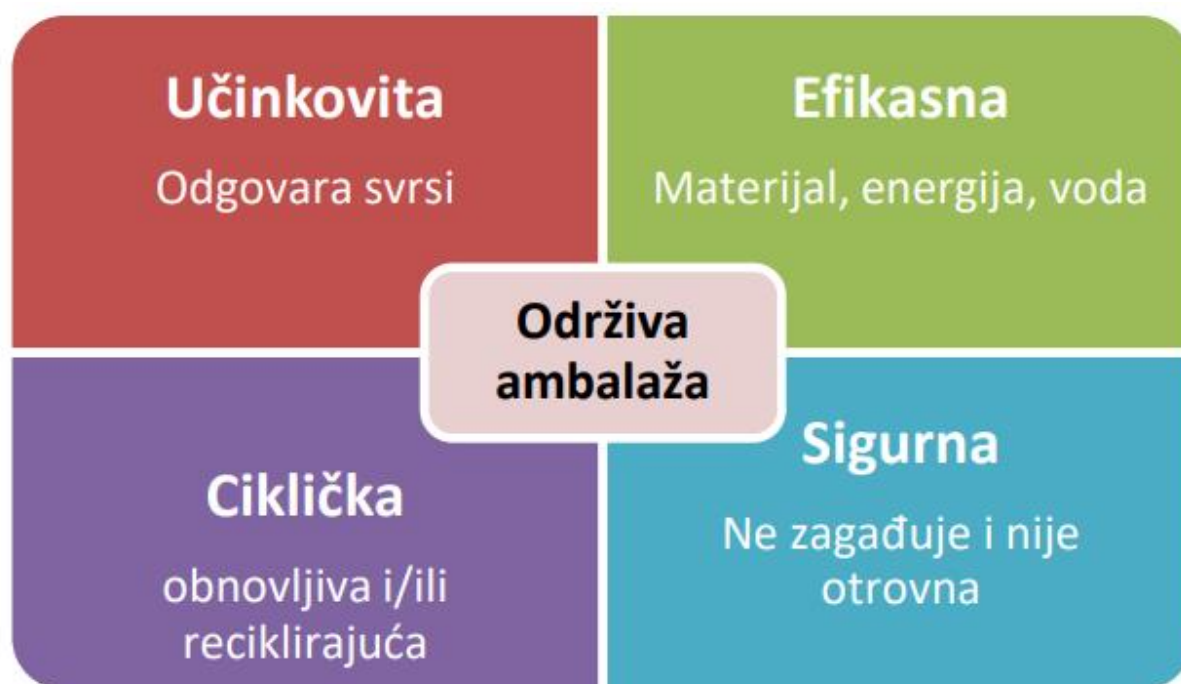 Učinkovita
Odgovara svrsi
Efikasna
Materijal, energija, voda
Održiva
ambalaža
Ciklička
obnovljiva i/ili
reciklirajuća
Sigurna
Ne zagađuje i nije
otrovna